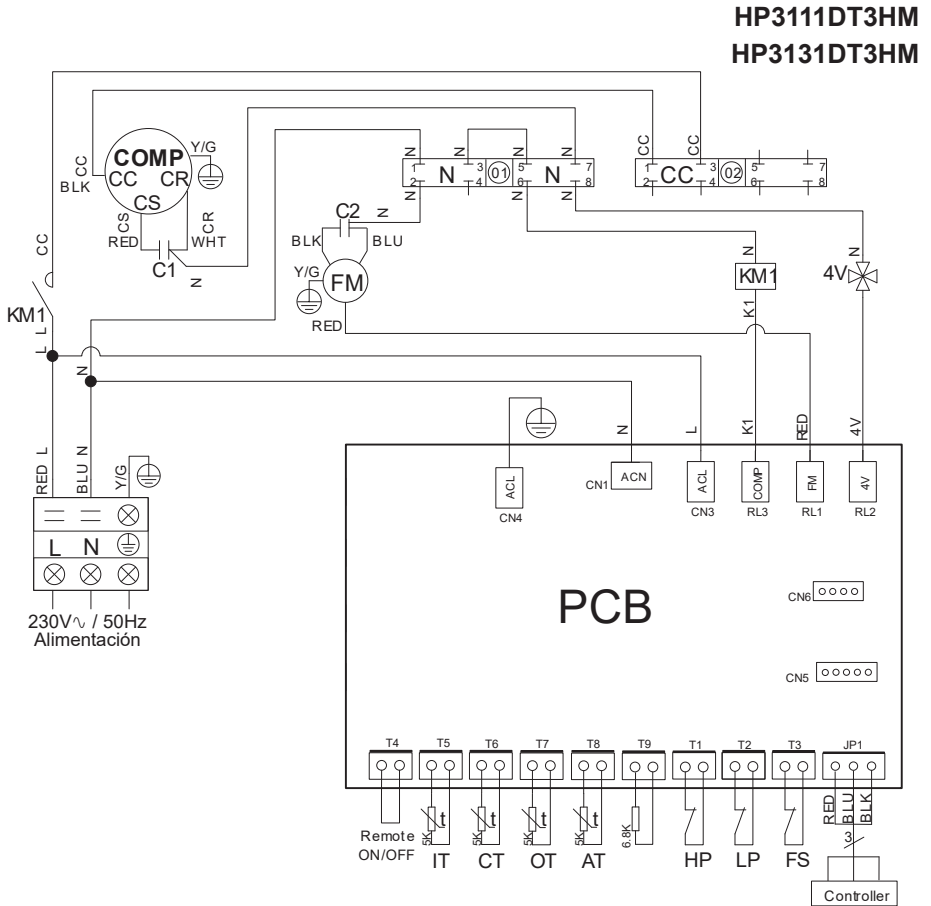 HP3111DT3HM
HP3131DT3HM
COMP
CC CR
CS
Y/G
CC
BLK
CS
RED
CR
WHT
C1
N
CC
KM1
L L
N
C2
N
BLK BLU
Y/G
FM
RED
N N N N
1 3 5 7
N 01 N
2 4 6 8
N N N
CC CC
1 3 5 7
CC 02
2 4 6 8
N
KM1
K1
N
4V
RED L
BLU N
Y/G
L N
230V∿ / 50Hz
Alimentación
N
L
K1
RED
4V
ACL
CN4
CN1 ACN
ACL
CN3
COMP
RL3
FM
RL1
4V
RL2
PCB
CN6
CN5
T4 T5 T6 T7 T8 T9 T1 T2 T3 JP1
RED
BLU
BLK
5K t
5K t
5K t
5K t
6.8K
Remote
ON/OFF
IT CT OT AT HP LP FS
3
Controller